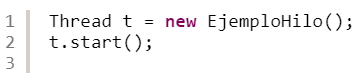 1 Thread t = new EjemploHilo();
2 t.start();
3